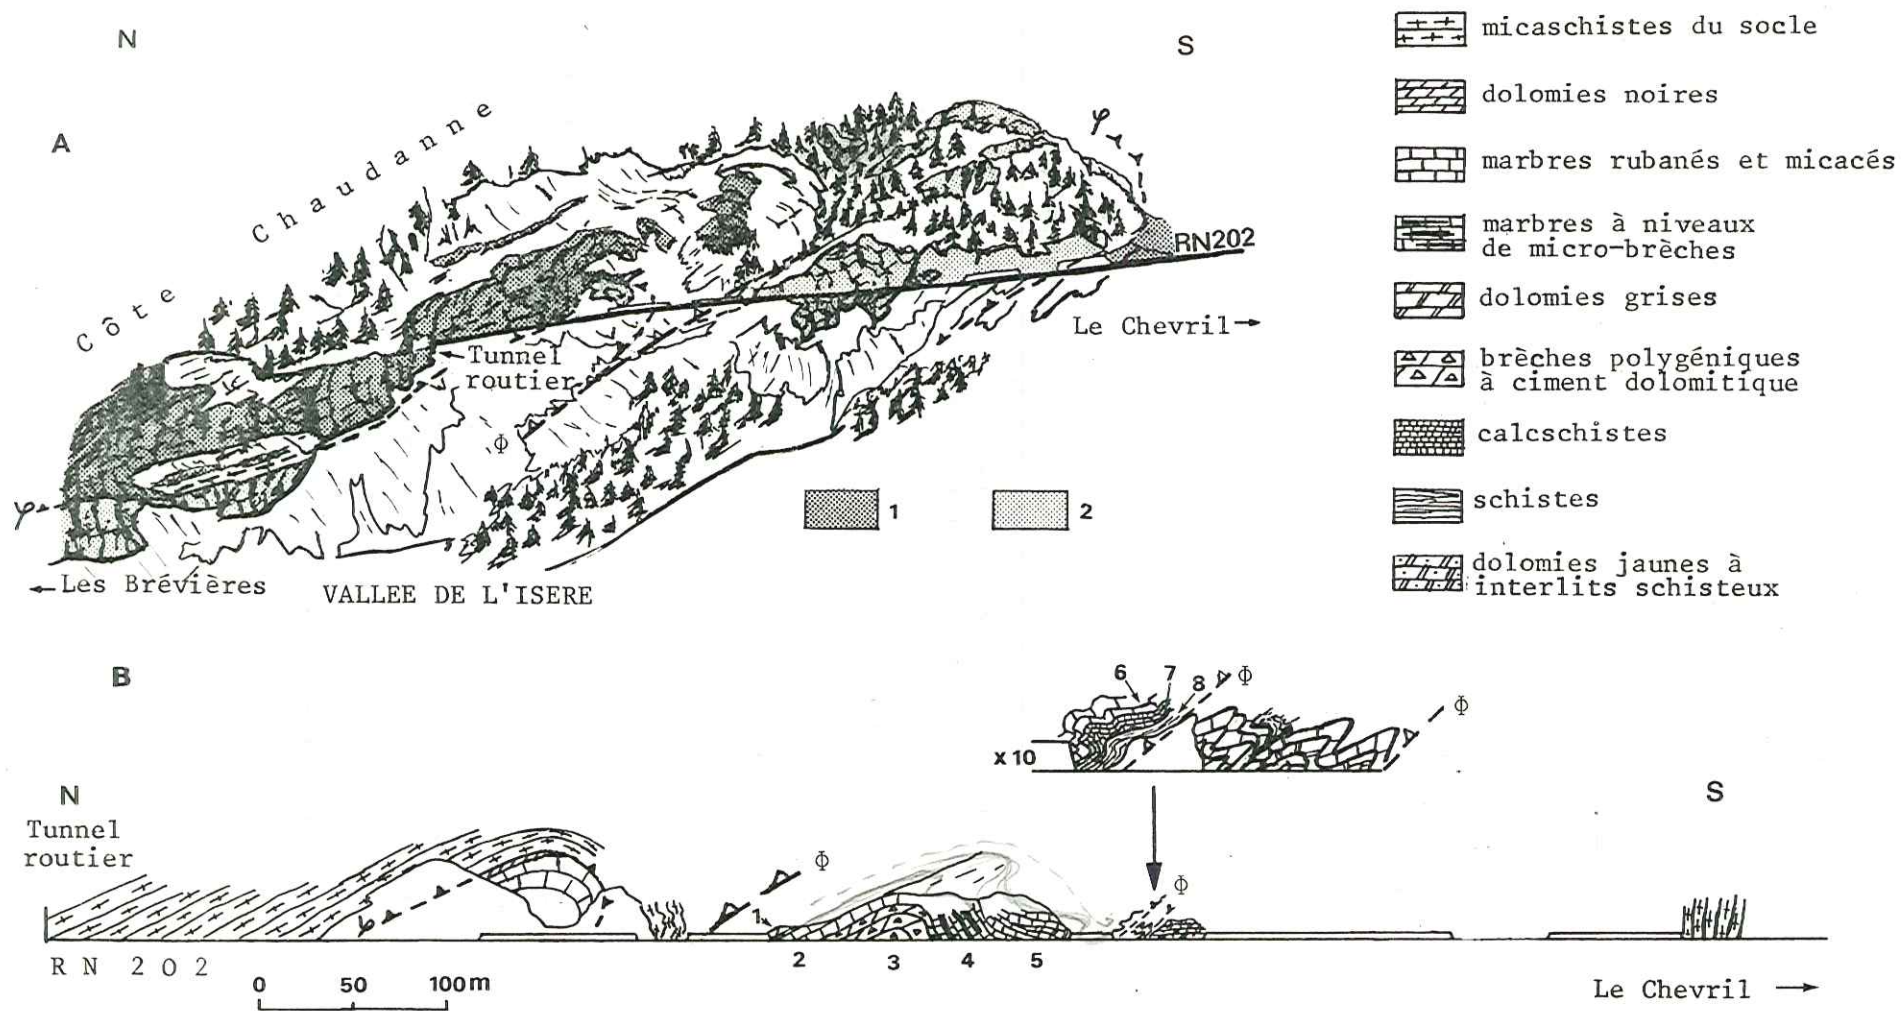 N
S
A
Côte Chaudanne
φ
RN202
Le Chevril→
←Tunnel
routier
Φ
φ
1
2
←Les Brévières
VALLEE DE L'ISERE
micaschistes du socle
dolomies noires
marbres rubanés et micacés
marbres à niveaux
de micro-brèches
dolomies grises
brèches polygéniques
à ciment dolomitique
calcschistes
schistes
dolomies jaunes à
interlits schisteux
B
6
7
8
Φ
Φ
x 10
N
S
Tunnel
routier
φ
Φ
Φ
1
2
3
4
5
RN 202
0
50
100m
Le Chevril →